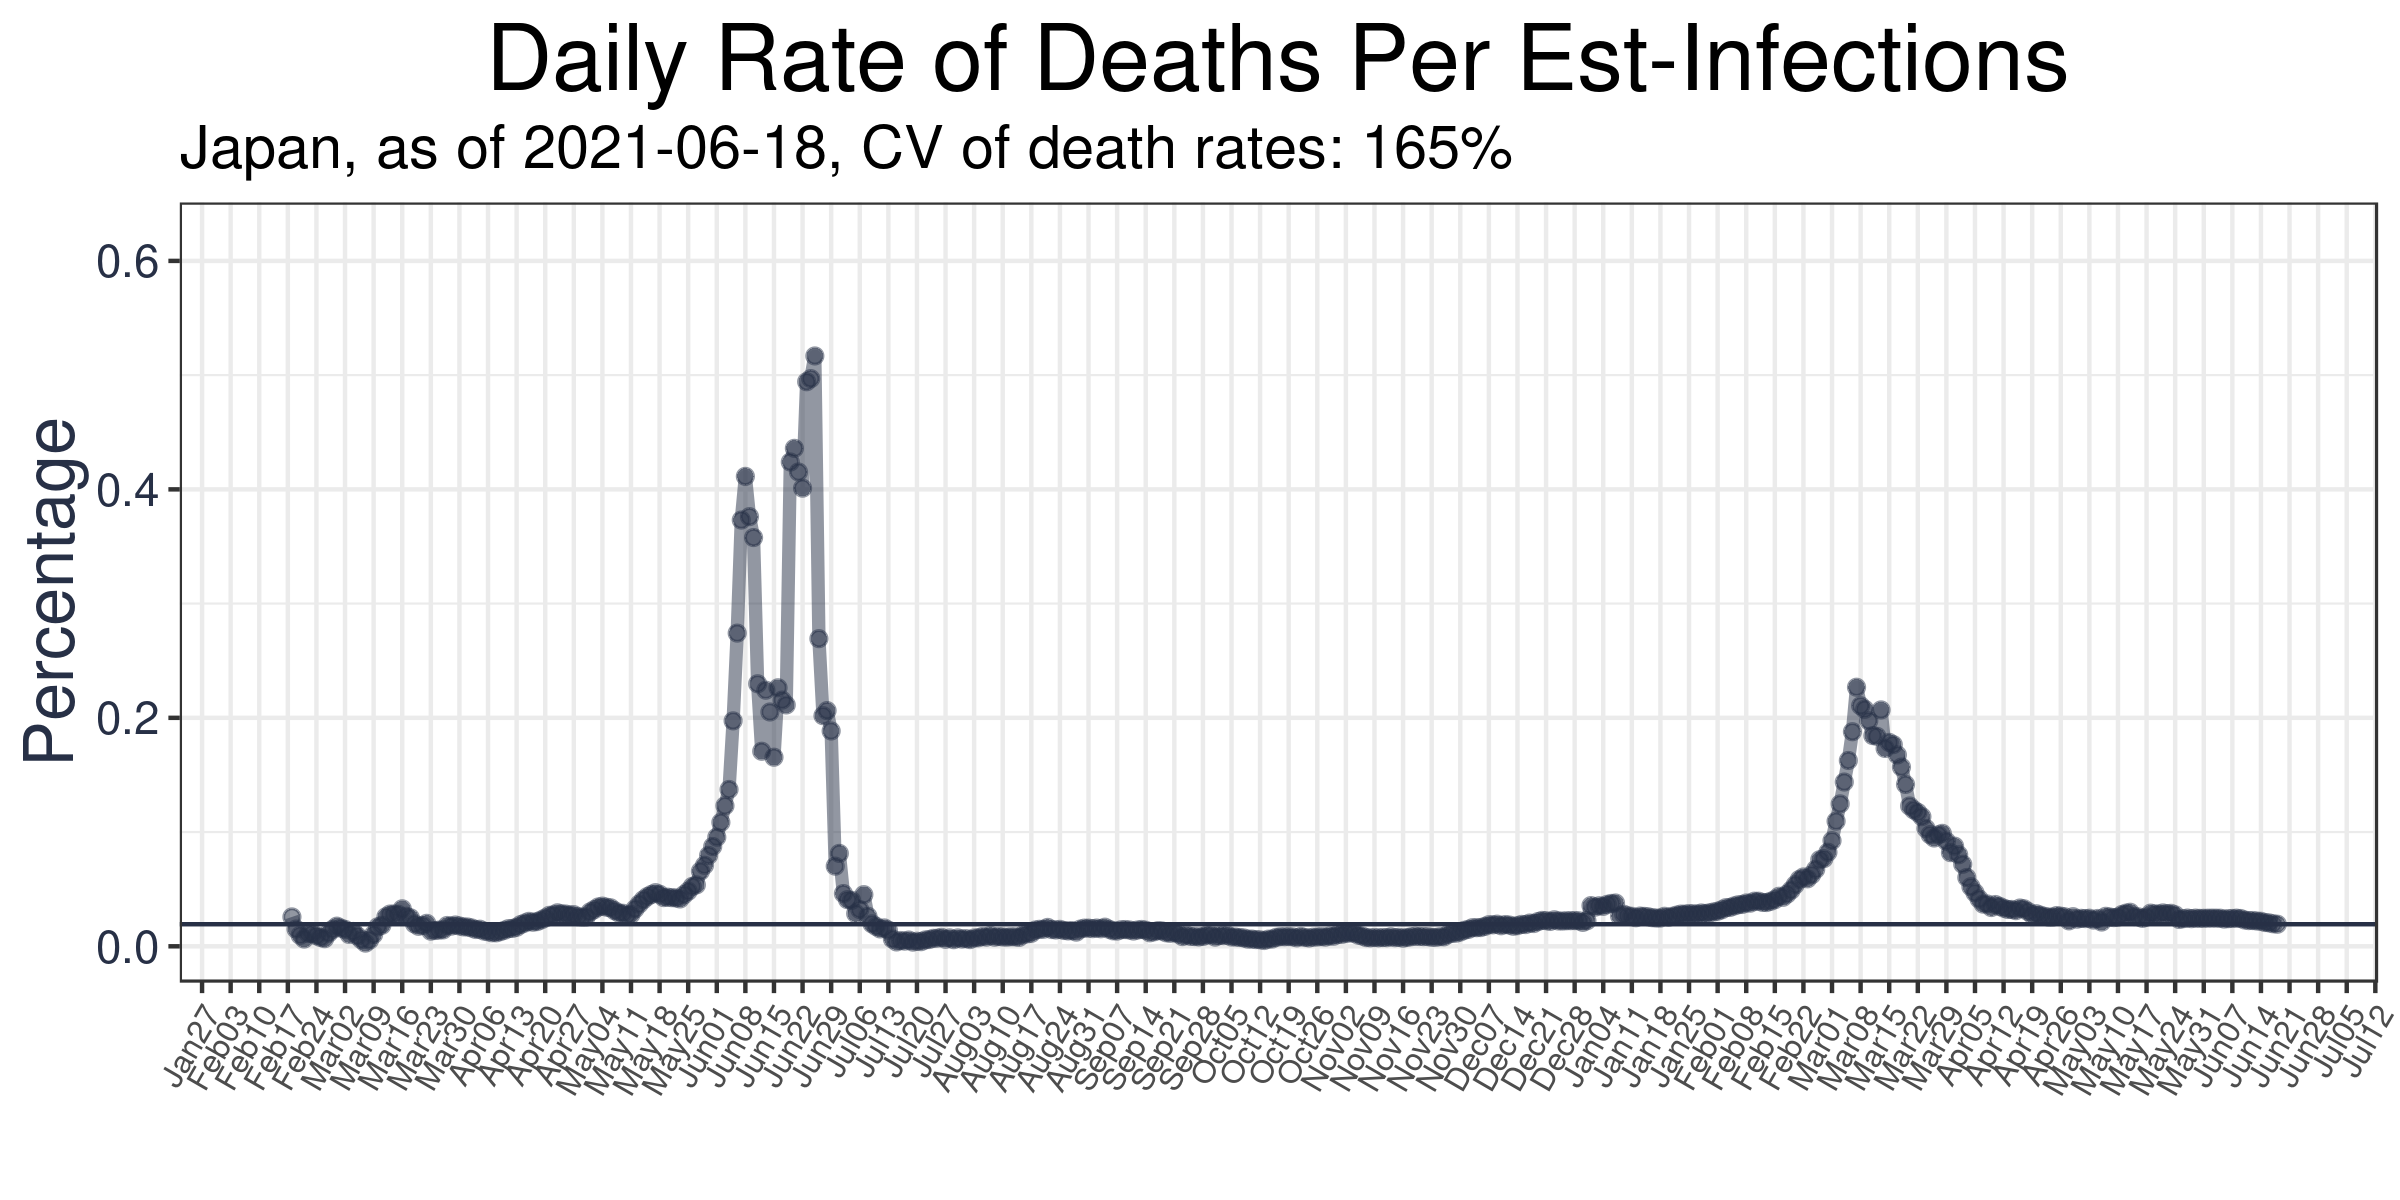 Daily Rate of Deaths Per Est-Infections
Japan, as of 2021-06-18, CV of death rates: 165%
Percentage
0.6
0.4
0.2
0.0
Jan27
Feb03
Feb10
Feb17
Feb24
Mar02
Mar09
Mar16
Mar23
Mar30
Apr06
Apr13
Apr20
Apr27
May04
May11
May18
May25
Jun01
Jun08
Jun15
Jun22
Jun29
Jul06
Jul13
Jul20
Jul27
Aug03
Aug10
Aug17
Aug24
Aug31
Sep07
Sep14
Sep21
Sep28
Oct05
Oct12
Oct19
Oct26
Nov02
Nov09
Nov16
Nov23
Nov30
Dec07
Dec14
Dec21
Dec28
Jan04
Jan11
Jan18
Jan25
Feb01
Feb08
Feb15
Feb22
Mar01
Mar08
Mar15
Mar22
Mar29
Apr05
Apr12
Apr19
Apr26
May03
May10
May17
May24
May31
Jun07
Jun14
Jun21
Jun28
Jul05
Jul12